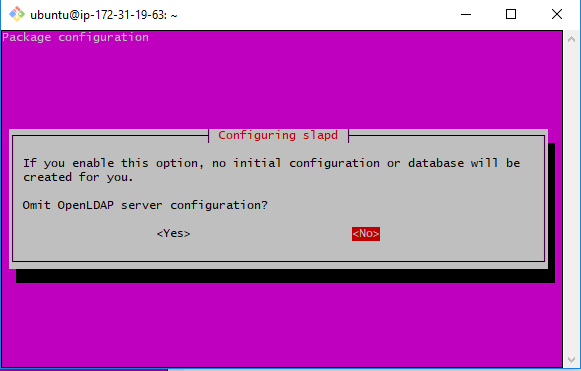 ubuntu@ip-172-31-19-63: ~
Package configuration
Configuring slapd
If you enable this option, no initial configuration or database will be
created for you.
Omit OpenLDAP server configuration?
<Yes> <No>